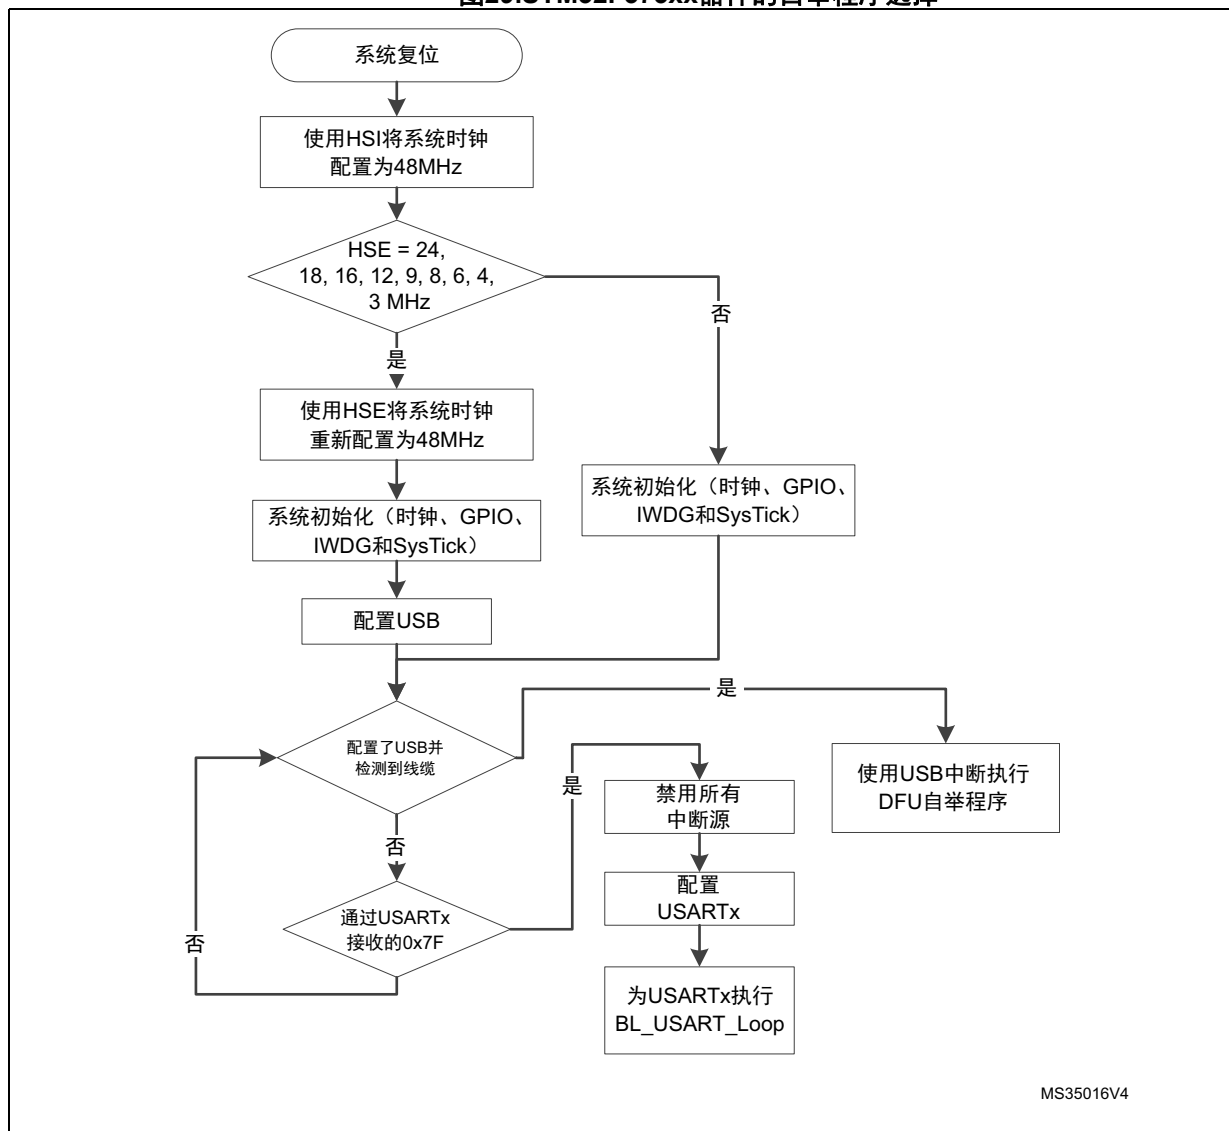 系统复位
使用HSI将系统时钟
配置为48MHz
HSE = 24,
18, 16, 12, 9, 8, 6, 4,
3 MHz
否
是
使用HSE将系统时钟
重新配置为48MHz
系统初始化（时钟、GPIO、
IWDG和SysTick）
系统初始化（时钟、GPIO、
IWDG和SysTick）
配置USB
是
配置了USB并
检测到线缆
使用USB中断执行
DFU自举程序
是
禁用所有
中断源
否
配置
USARTx
通过USARTx
接收的0x7F
否
为USARTx执行
BL_USART_Loop
MS35016V4